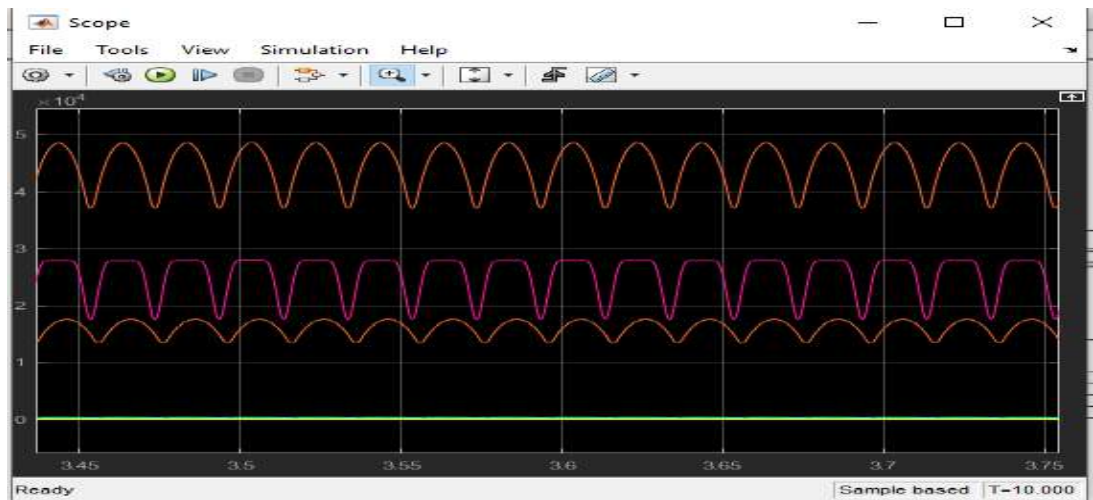 Scope
File Tools View Simulation Help
×10⁴
5
4
3
2
1
0
3.45 3.5 3.55 3.6 3.65 3.7 3.75
Ready Sample based T=10.000